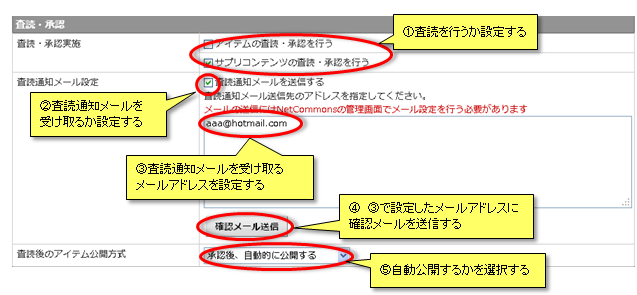 査読・承認
①査読を行うか設定する
査読・承認実施
アイテムの査読・承認を行う
サプリコンテンツの査読・承認を行う
査読通知メール設定
査読通知メールを送信する
査読通知メール送信先のアドレスを指定してください。
メールの送信にはNetCommonsの管理画面でメール設定を行う必要があります
②査読通知メールを
受け取るか設定する
aaa@hotmail.com
③査読通知メールを受け取る
メールアドレスを設定する
確認メール送信
④ ③で設定したメールアドレスに
確認メールを送信する
査読後のアイテム公開方式
承認後、自動的に公開する
⑤自動公開するかを選択する